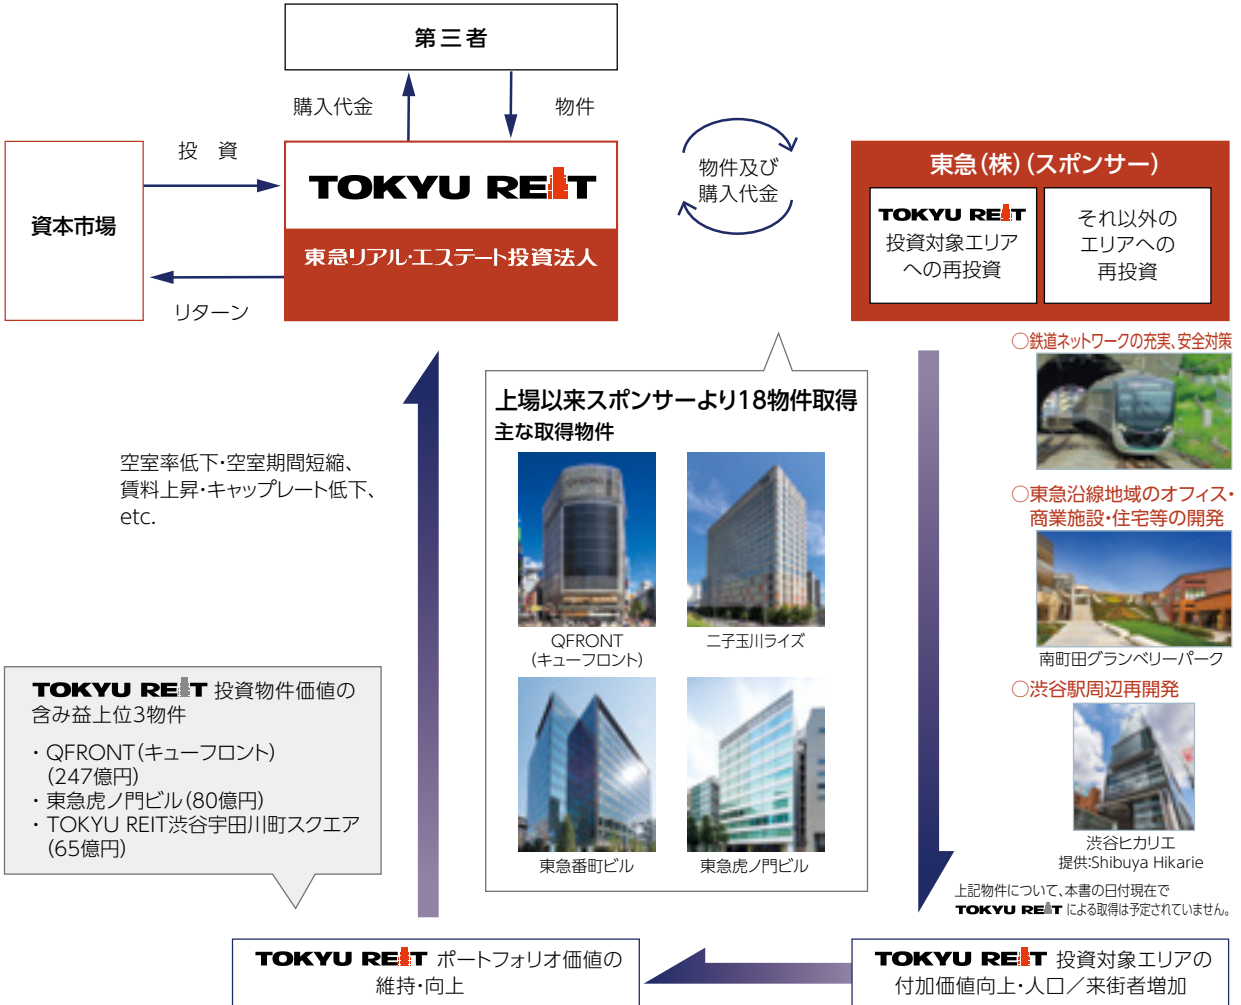 第三者
購入代金
物件
投 資
資本市場
リターン
TOKYU REIT
東急リアル・エステート投資法人
物件及び
購入代金
東急(株)(スポンサー)
TOKYU REIT
投資対象エリア
への再投資
それ以外の
エリアへの
再投資
○鉄道ネットワークの充実、安全対策
○東急沿線地域のオフィス・
商業施設・住宅等の開発
南町田グランベリーパーク
○渋谷駅周辺再開発
渋谷ヒカリエ
提供:Shibuya Hikarie
上記物件について、本書の日付現在で
TOKYU REIT による取得は予定されていません。
上場以来スポンサーより18物件取得
主な取得物件
QFRONT
(キューフロント)
二子玉川ライズ
東急番町ビル
東急虎ノ門ビル
空室率低下・空室期間短縮、
賃料上昇・キャップレート低下、
etc.
TOKYU REIT 投資物件価値の
含み益上位3物件
・QFRONT(キューフロント)
(247億円)
・東急虎ノ門ビル(80億円)
・TOKYU REIT渋谷宇田川町スクエア
(65億円)
TOKYU REIT ポートフォリオ価値の
維持・向上
TOKYU REIT 投資対象エリアの
付加価値向上・人口／来街者増加